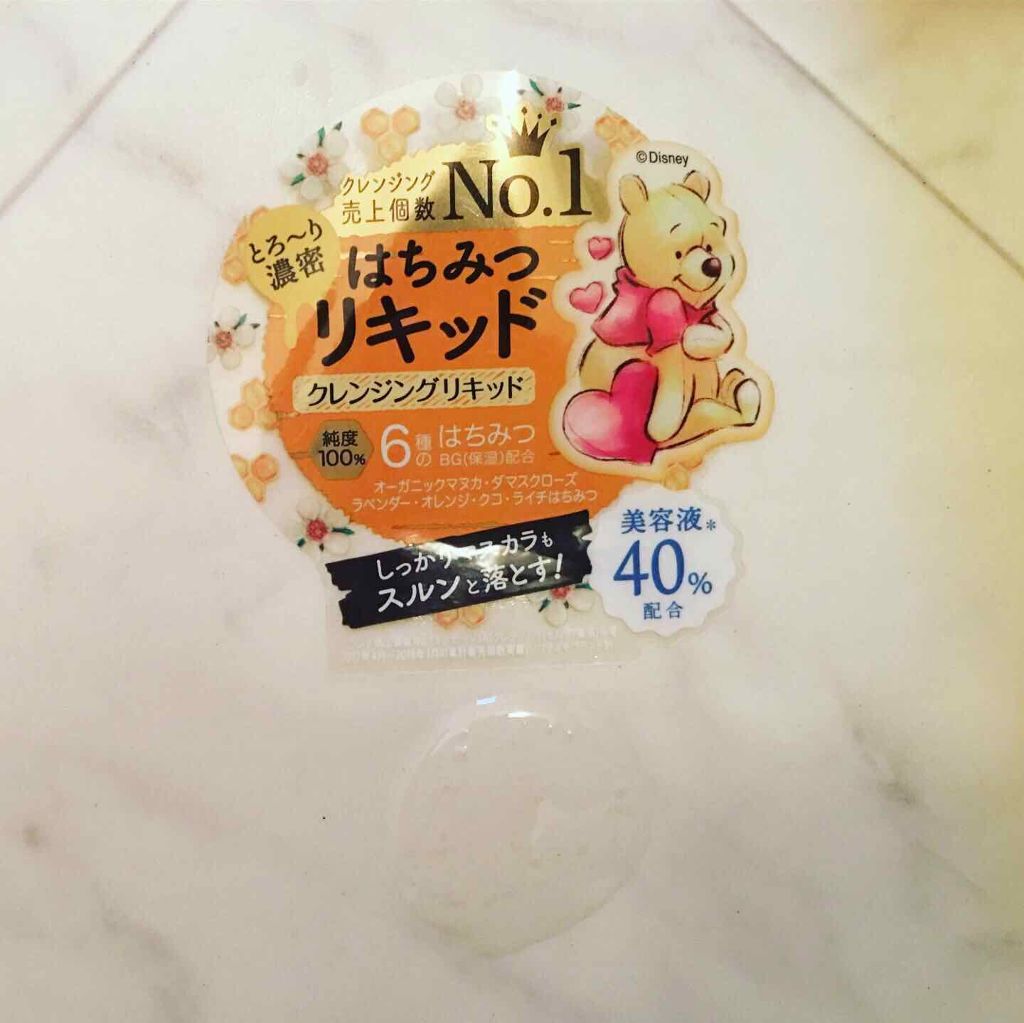 ©Disney
クレンジング
売上個数 No.1
とろ〜り
濃密
はちみつ
リキッド
クレンジングリキッド
純度
100%
6種の はちみつ
BG(保湿)配合
オーガニックマヌカ・ダマスクローズ
ラベンダー・オレンジ・クコ・ライチはちみつ
しっかりマスカラも
スルンと落とす!
美容液*
40%
配合